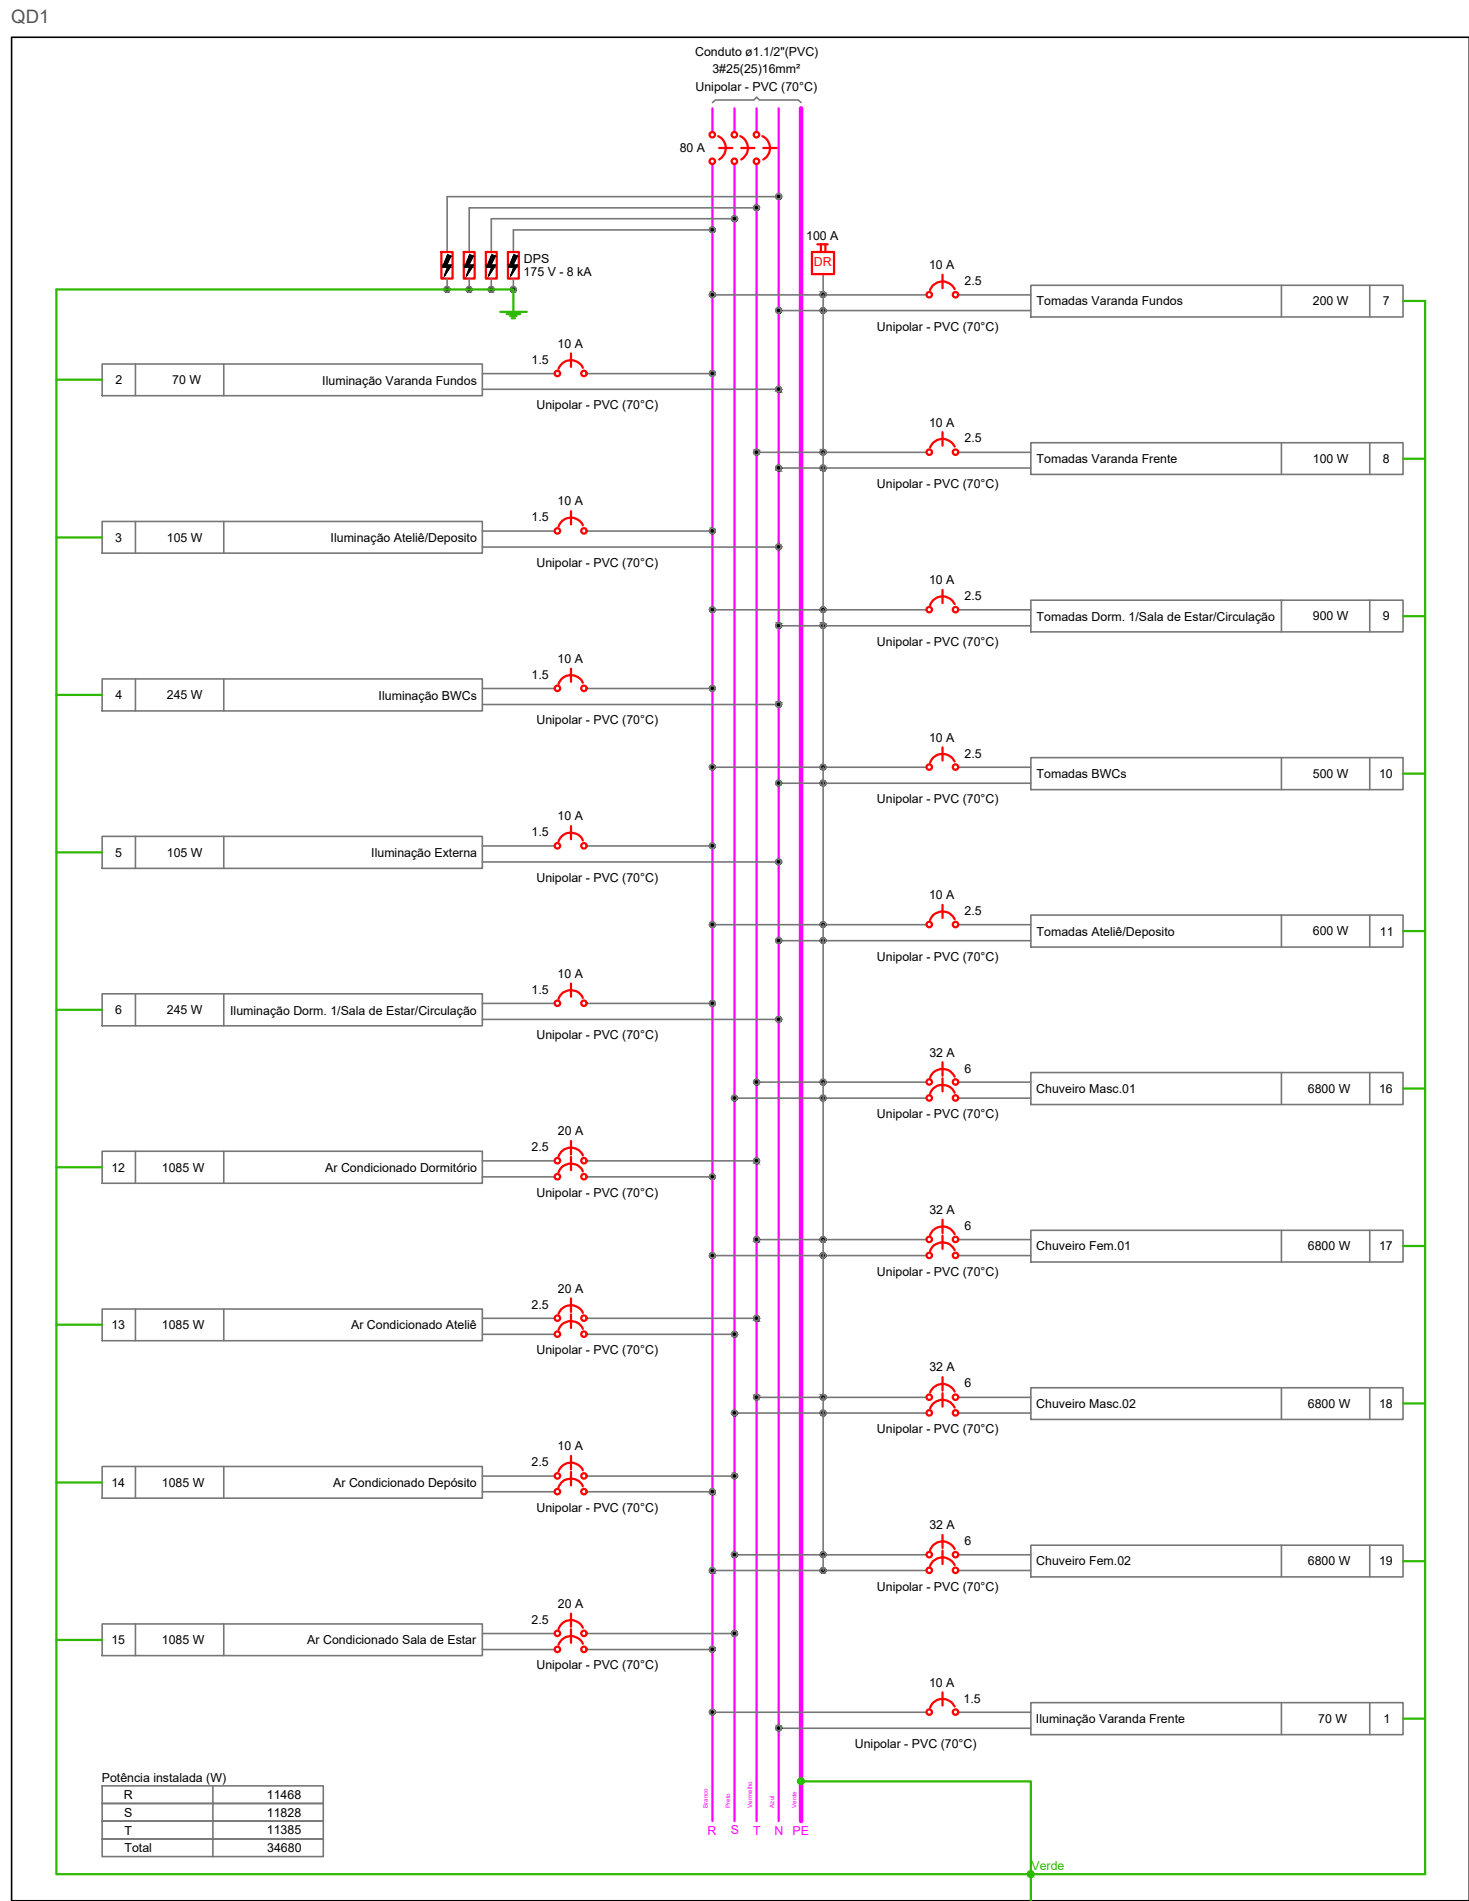 QD1
Conduto ø1.1/2"(PVC)
3#25(25)16mm²
Unipolar - PVC (70°C)
80 A
DPS
175 V - 8 kA
100 A
DR
10 A
2.5
Tomadas Varanda Fundos 200 W 7
Unipolar - PVC (70°C)
10 A
1.5
2 70 W Iluminação Varanda Fundos
Unipolar - PVC (70°C)
10 A
2.5
Tomadas Varanda Frente 100 W 8
Unipolar - PVC (70°C)
10 A
1.5
3 105 W Iluminação Ateliê/Deposito
Unipolar - PVC (70°C)
10 A
2.5
Tomadas Dorm. 1/Sala de Estar/Circulação 900 W 9
Unipolar - PVC (70°C)
10 A
1.5
4 245 W Iluminação BWCs
Unipolar - PVC (70°C)
10 A
2.5
Tomadas BWCs 500 W 10
Unipolar - PVC (70°C)
10 A
1.5
5 105 W Iluminação Externa
Unipolar - PVC (70°C)
10 A
2.5
Tomadas Ateliê/Deposito 600 W 11
Unipolar - PVC (70°C)
10 A
1.5
6 245 W Iluminação Dorm. 1/Sala de Estar/Circulação
Unipolar - PVC (70°C)
32 A
6
Chuveiro Masc.01 6800 W 16
Unipolar - PVC (70°C)
20 A
2.5
12 1085 W Ar Condicionado Dormitório
Unipolar - PVC (70°C)
32 A
6
Chuveiro Fem.01 6800 W 17
Unipolar - PVC (70°C)
20 A
2.5
13 1085 W Ar Condicionado Ateliê
Unipolar - PVC (70°C)
32 A
6
Chuveiro Masc.02 6800 W 18
Unipolar - PVC (70°C)
10 A
2.5
14 1085 W Ar Condicionado Depósito
Unipolar - PVC (70°C)
32 A
6
Chuveiro Fem.02 6800 W 19
Unipolar - PVC (70°C)
20 A
2.5
15 1085 W Ar Condicionado Sala de Estar
Unipolar - PVC (70°C)
10 A
1.5
Iluminação Varanda Frente 70 W 1
Unipolar - PVC (70°C)
Potência instalada (W)
R 11468
S 11828
T 11385
Total 34680
Branco Preto Vermelho Azul Verde
R S T N PE
Verde